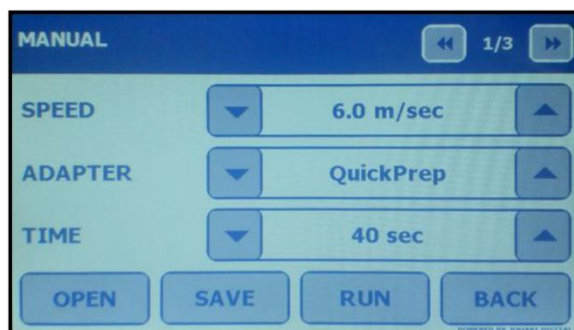 MANUAL 1/3
SPEED 6.0 m/sec
ADAPTER QuickPrep
TIME 40 sec
OPEN SAVE RUN BACK